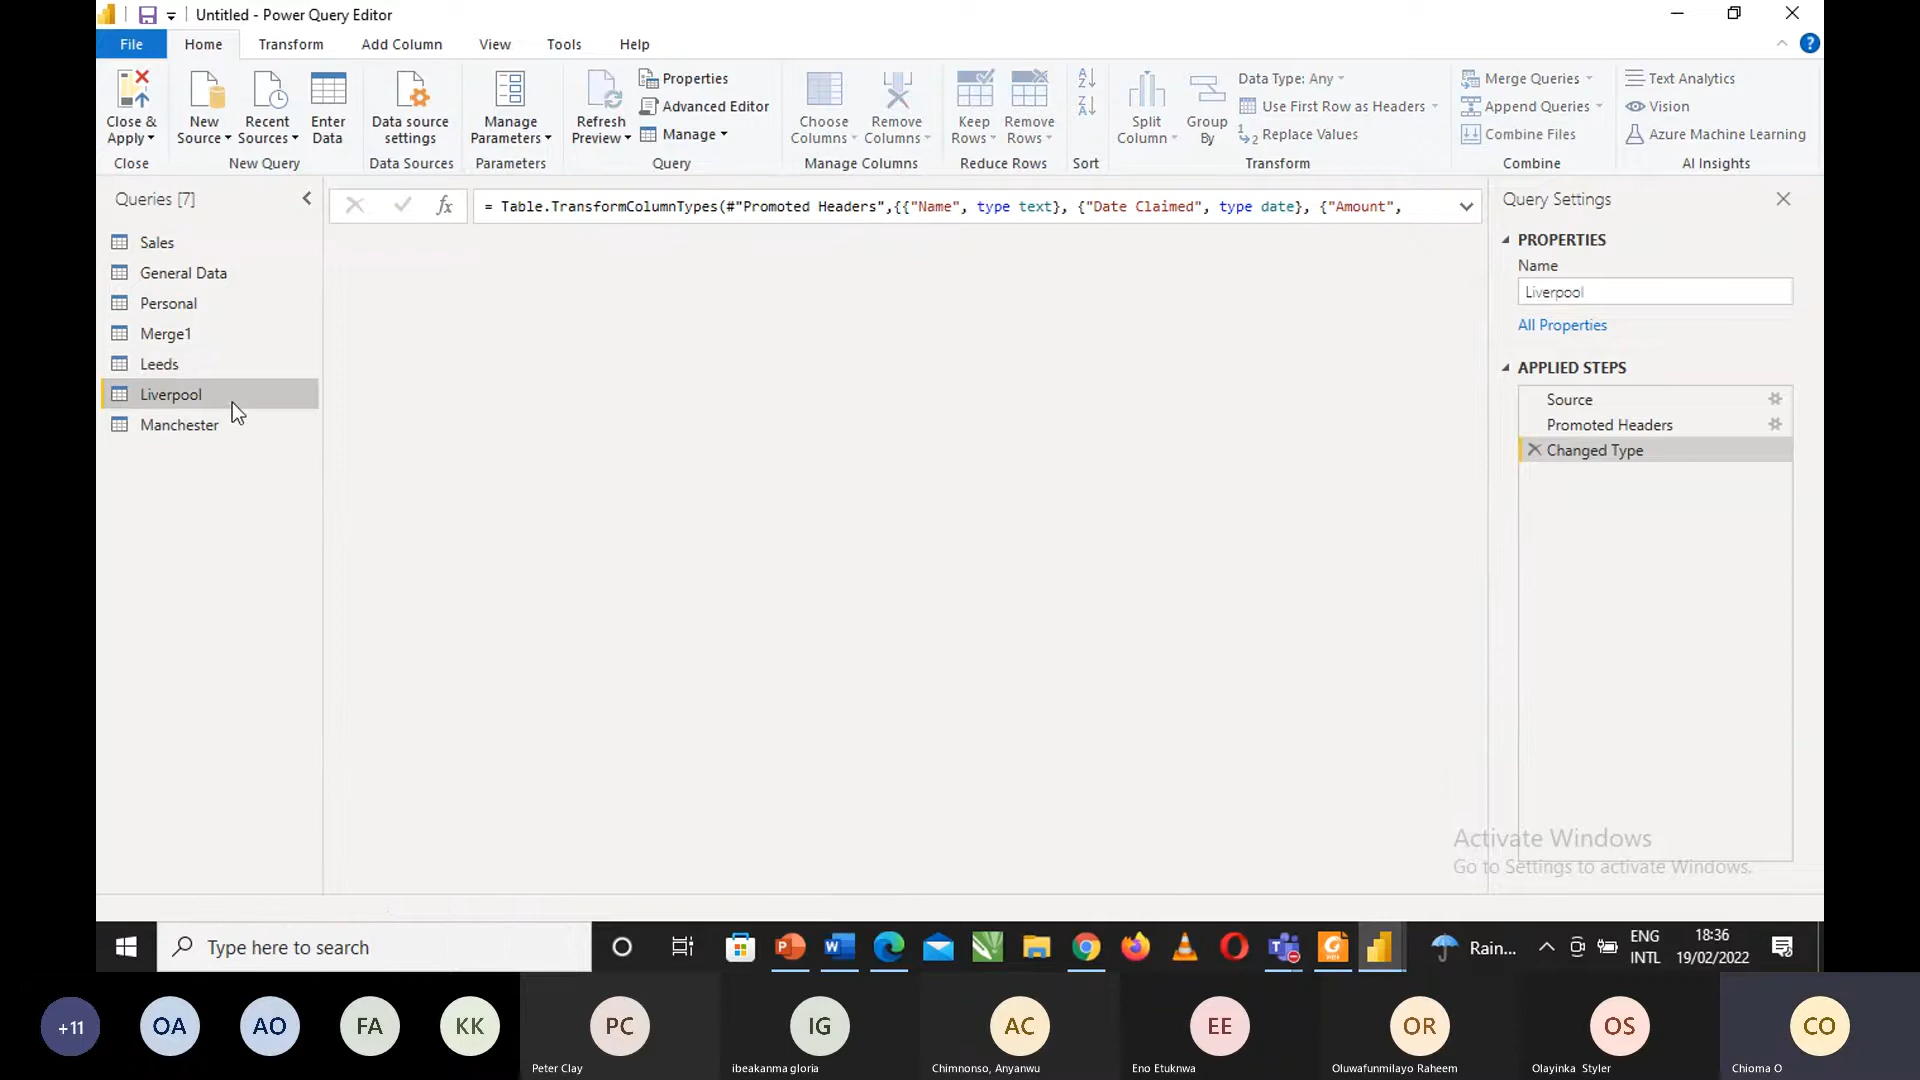 Untitled - Power Query Editor
File
Home
Transform
Add Column
View
Tools
Help
?
Close & Apply
New Source
Recent Sources
Enter Data
Data source settings
Manage Parameters
Refresh Preview
Properties
Advanced Editor
Manage
Choose Columns
Remove Columns
Keep Rows
Remove Rows
Split Column
Group By
Data Type: Any
Use First Row as Headers
Replace Values
Merge Queries
Append Queries
Combine Files
Text Analytics
Vision
Azure Machine Learning
Close
New Query
Data Sources
Parameters
Query
Manage Columns
Reduce Rows
Sort
Transform
Combine
AI Insights
Queries [7]
Sales
General Data
Personal
Merge1
Leeds
Liverpool
Manchester
fx
= Table.TransformColumnTypes(#"Promoted Headers",{{"Name", type text}, {"Date Claimed", type date}, {"Amount",
Query Settings
PROPERTIES
Name
Liverpool
All Properties
APPLIED STEPS
Source
Promoted Headers
Changed Type
Activate Windows
Go to Settings to activate Windows.
Type here to search
Rain...
ENG
INTL
18:36
19/02/2022
+11
OA
AO
FA
KK
PC
Peter Clay
IG
ibeakanma gloria
AC
Chimnonso, Anyanwu
EE
Eno Etuknwa
OR
Oluwafunmilayo Raheem
OS
Olayinka Styler
CO
Chioma O